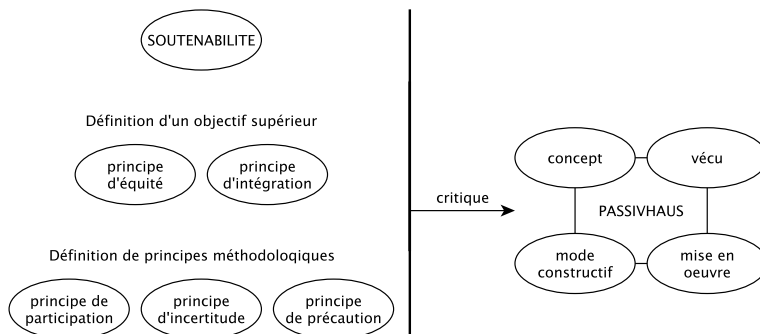 SOUTENABILITE
Définition d'un objectif supérieur
principe
d'équité
principe
d'intégration
Définition de principes méthodoloqiques
principe de
participation
principe
d'incertitude
principe
de précaution
critique
concept
vécu
PASSIVHAUS
mode
constructif
mise en
oeuvre